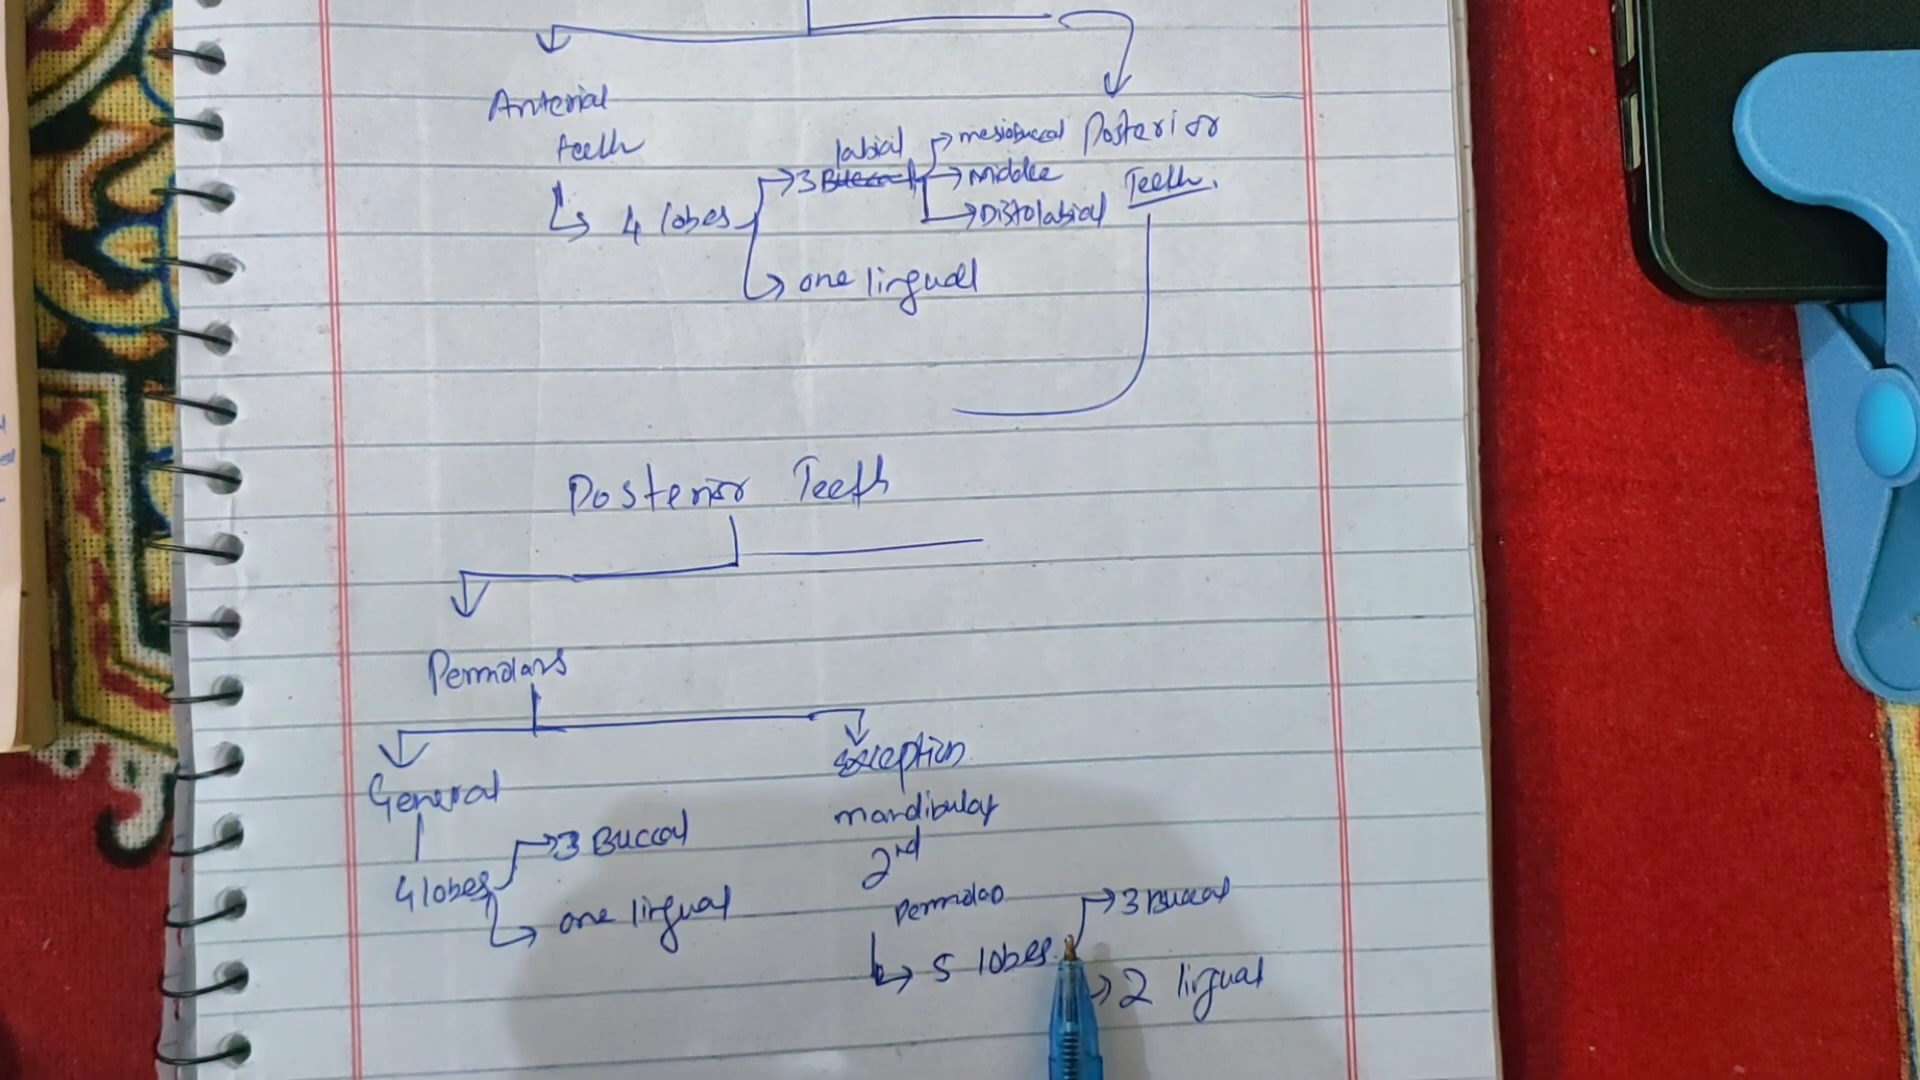 Anterial
teeth
4 lobes
3 Buccal labial
mesiobuccal
middle
Distolabial
one lingual
Posterior
Teeth.
Posterior Teeth
Permolars
General
4 lobes
3 Buccal
one lingual
Exception
mandibular
2nd
Permolar
5 lobes
3 Buccal
2 lingual